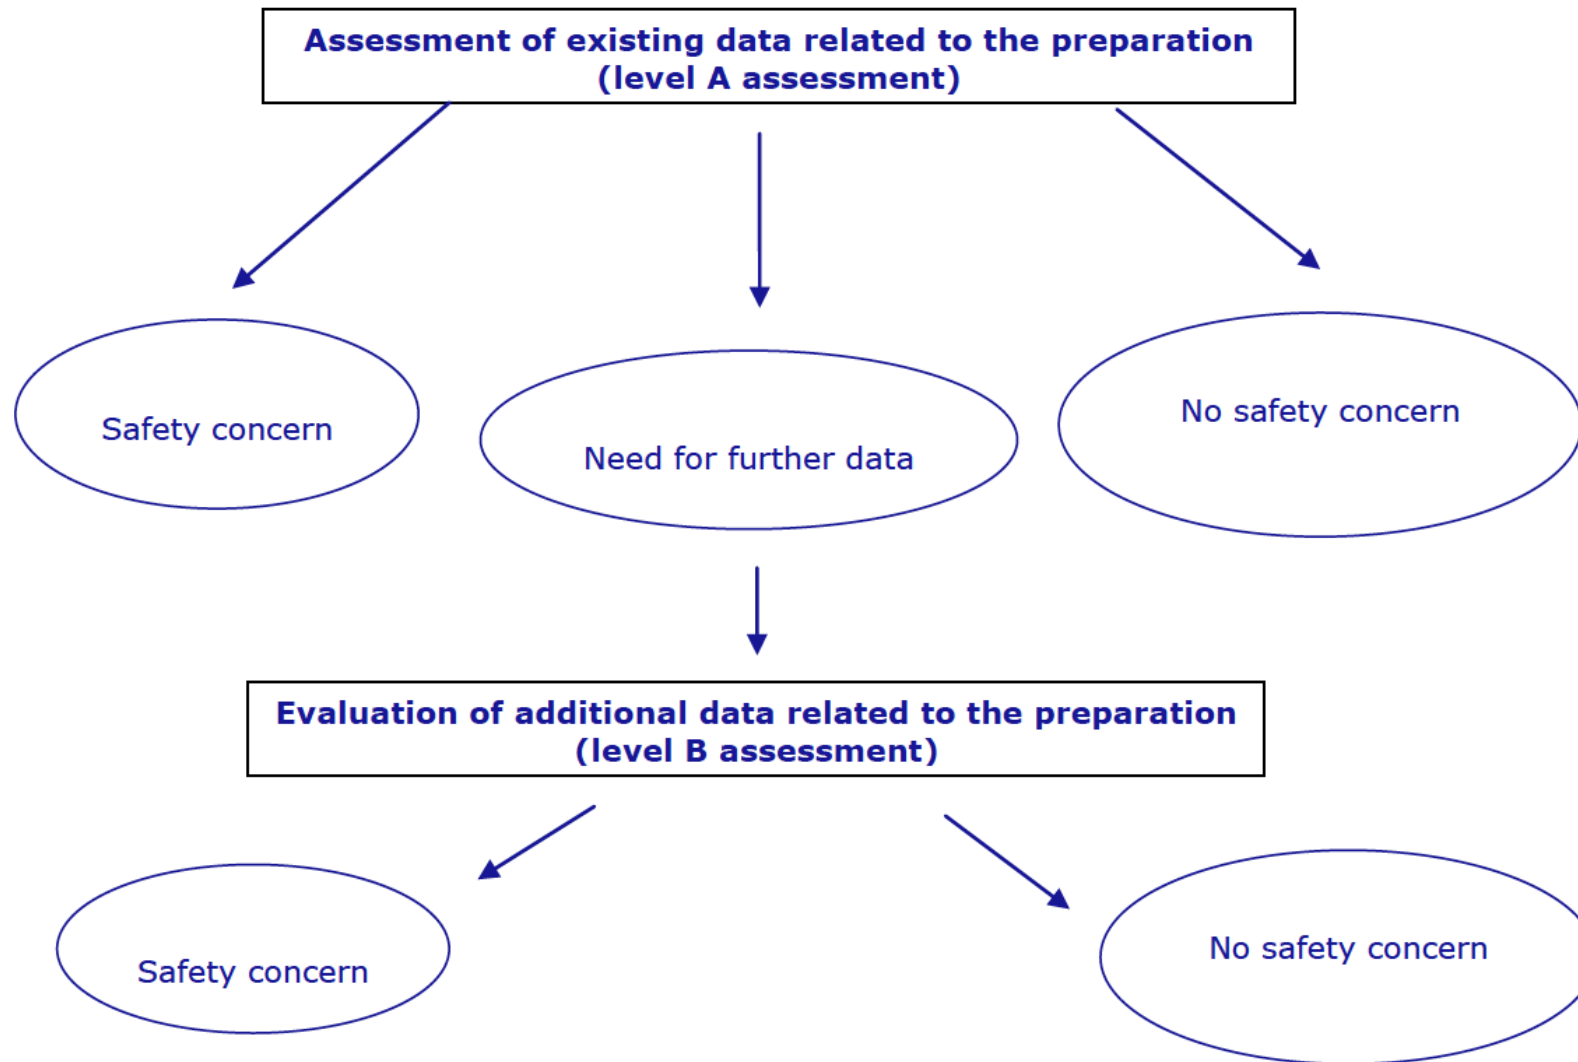 Assessment of existing data related to the preparation
(level A assessment)
Safety concern
Need for further data
No safety concern
Evaluation of additional data related to the preparation
(level B assessment)
Safety concern
No safety concern